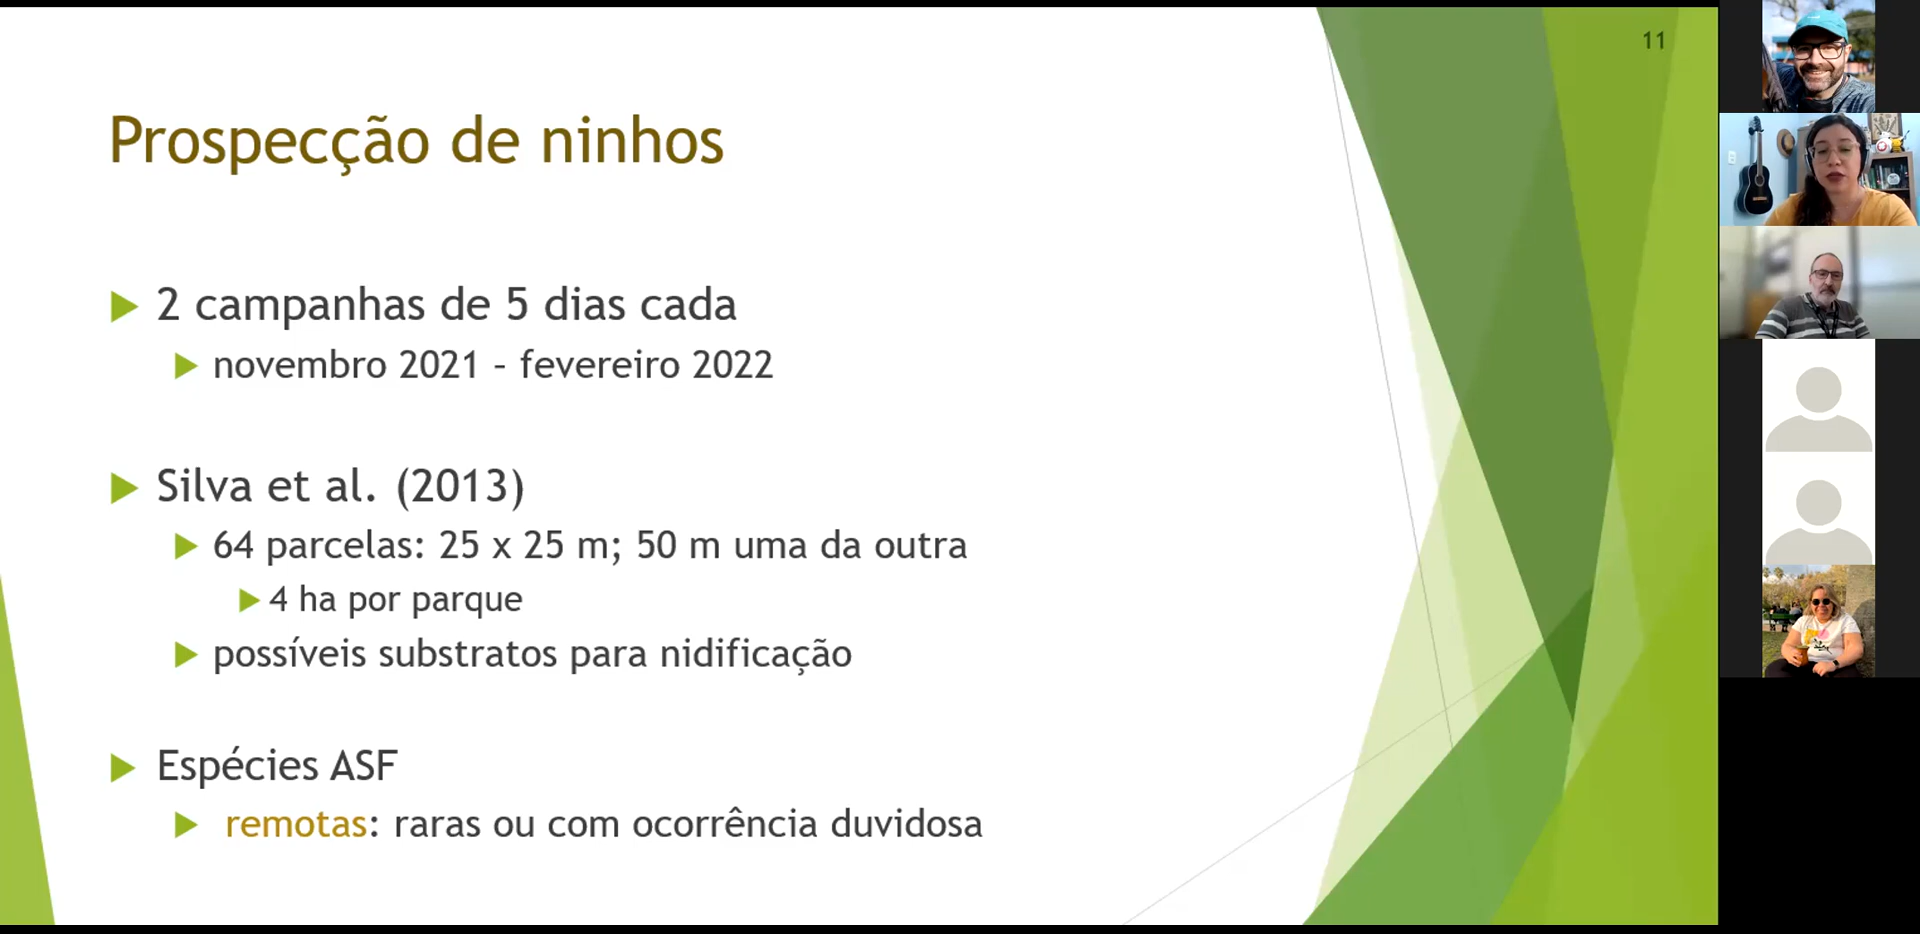 11
Prospecção de ninhos
2 campanhas de 5 dias cada
novembro 2021 – fevereiro 2022
Silva et al. (2013)
64 parcelas: 25 x 25 m; 50 m uma da outra
4 ha por parque
possíveis substratos para nidificação
Espécies ASF
remotas: raras ou com ocorrência duvidosa